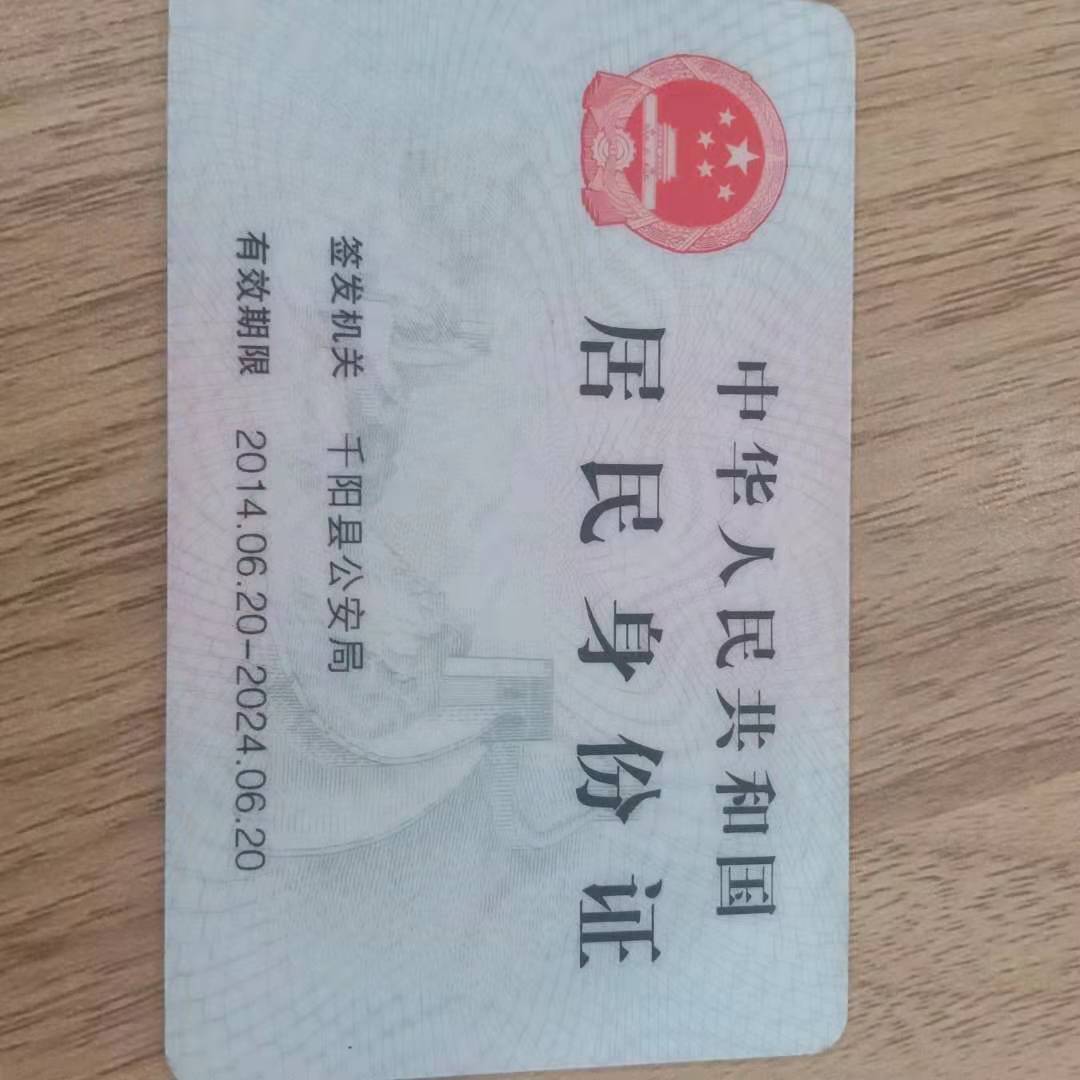 中华人民共和国
居民身份证
签发机关 千阳县公安局
有效期限 2014.06.20-2024.06.20